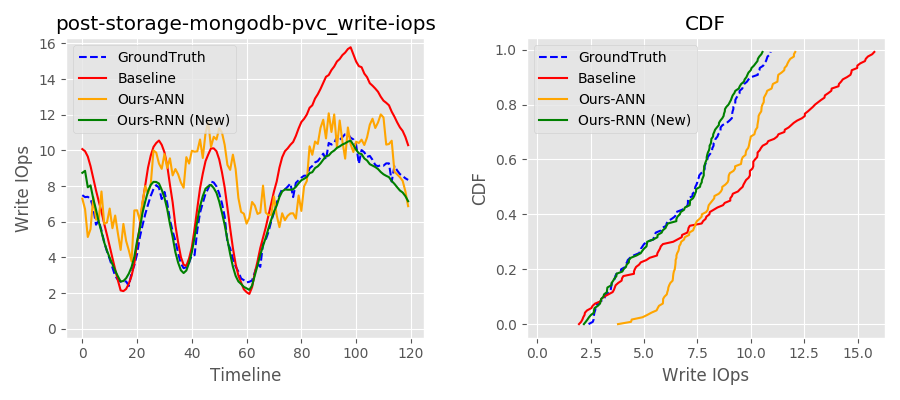 post-storage-mongodb-pvc_write-iops
GroundTruth
Baseline
Ours-ANN
Ours-RNN (New)
Write IOps
16
14
12
10
8
6
4
2
0
0 20 40 60 80 100 120
Timeline
CDF
GroundTruth
Baseline
Ours-ANN
Ours-RNN (New)
CDF
1.0
0.8
0.6
0.4
0.2
0.0
0.0 2.5 5.0 7.5 10.0 12.5 15.0
Write IOps